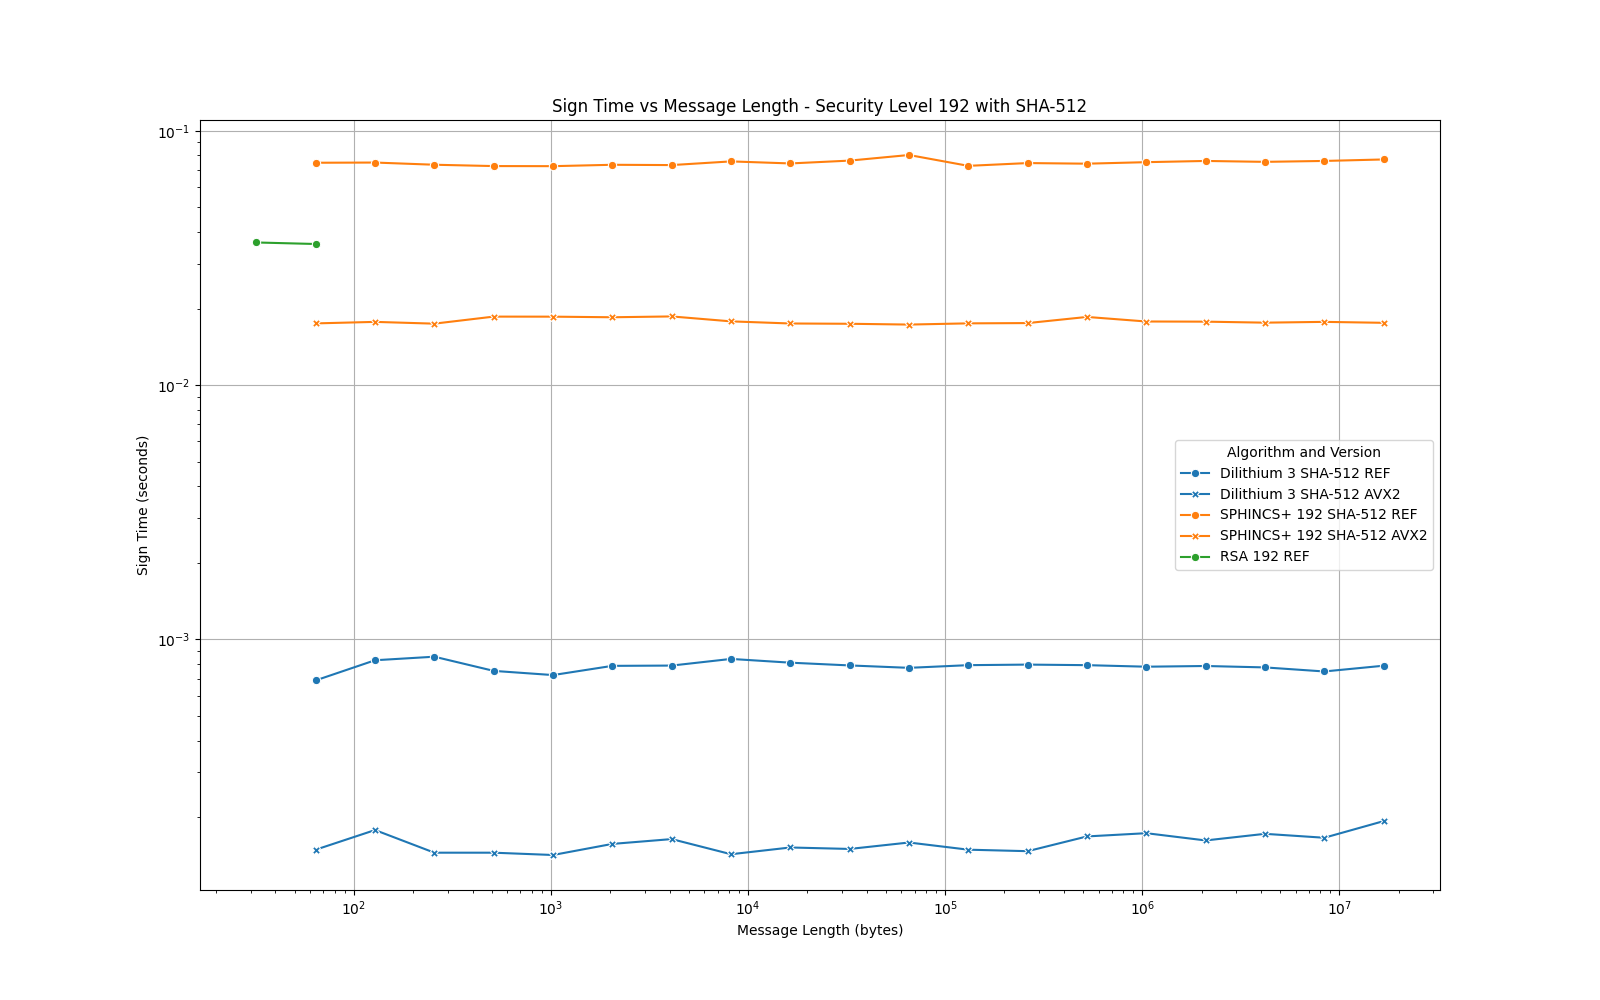 Sign Time vs Message Length - Security Level 192 with SHA-512
10⁻¹
10⁻²
10⁻³
Sign Time (seconds)
Algorithm and Version
Dilithium 3 SHA-512 REF
Dilithium 3 SHA-512 AVX2
SPHINCS+ 192 SHA-512 REF
SPHINCS+ 192 SHA-512 AVX2
RSA 192 REF
10² 10³ 10⁴ 10⁵ 10⁶ 10⁷
Message Length (bytes)